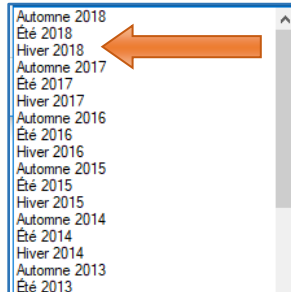 Automne 2018
Été 2018
Hiver 2018
Automne 2017
Été 2017
Hiver 2017
Automne 2016
Été 2016
Hiver 2016
Automne 2015
Été 2015
Hiver 2015
Automne 2014
Été 2014
Hiver 2014
Automne 2013
Été 2013